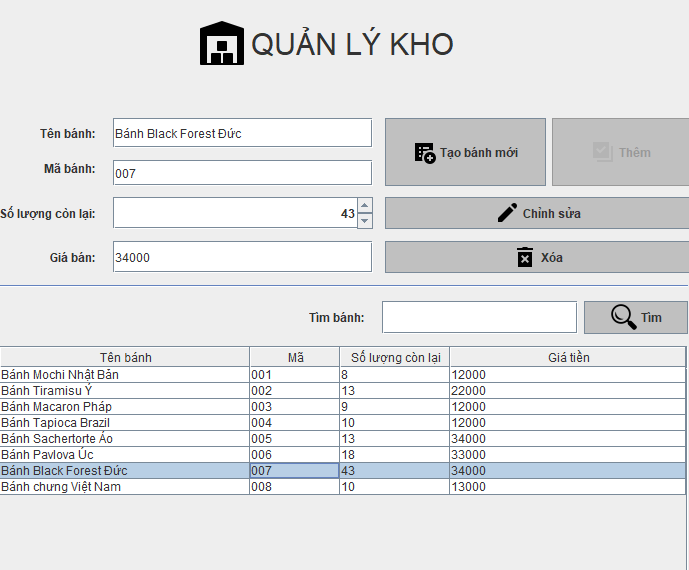 QUẢN LÝ KHO
Tên bánh: Bánh Black Forest Đức Tạo bánh mới Thêm
Mã bánh: 007
Số lượng còn lại: 43 Chỉnh sửa
Giá bán: 34000 Xóa
Tìm bánh: Tìm
Tên bánh Mã Số lượng còn lại Giá tiền
Bánh Mochi Nhật Bản 001 8 12000
Bánh Tiramisu Ý 002 13 22000
Bánh Macaron Pháp 003 9 12000
Bánh Tapioca Brazil 004 10 12000
Bánh Sachertorte Áo 005 13 34000
Bánh Pavlova Úc 006 18 33000
Bánh Black Forest Đức 007 43 34000
Bánh chưng Việt Nam 008 10 13000